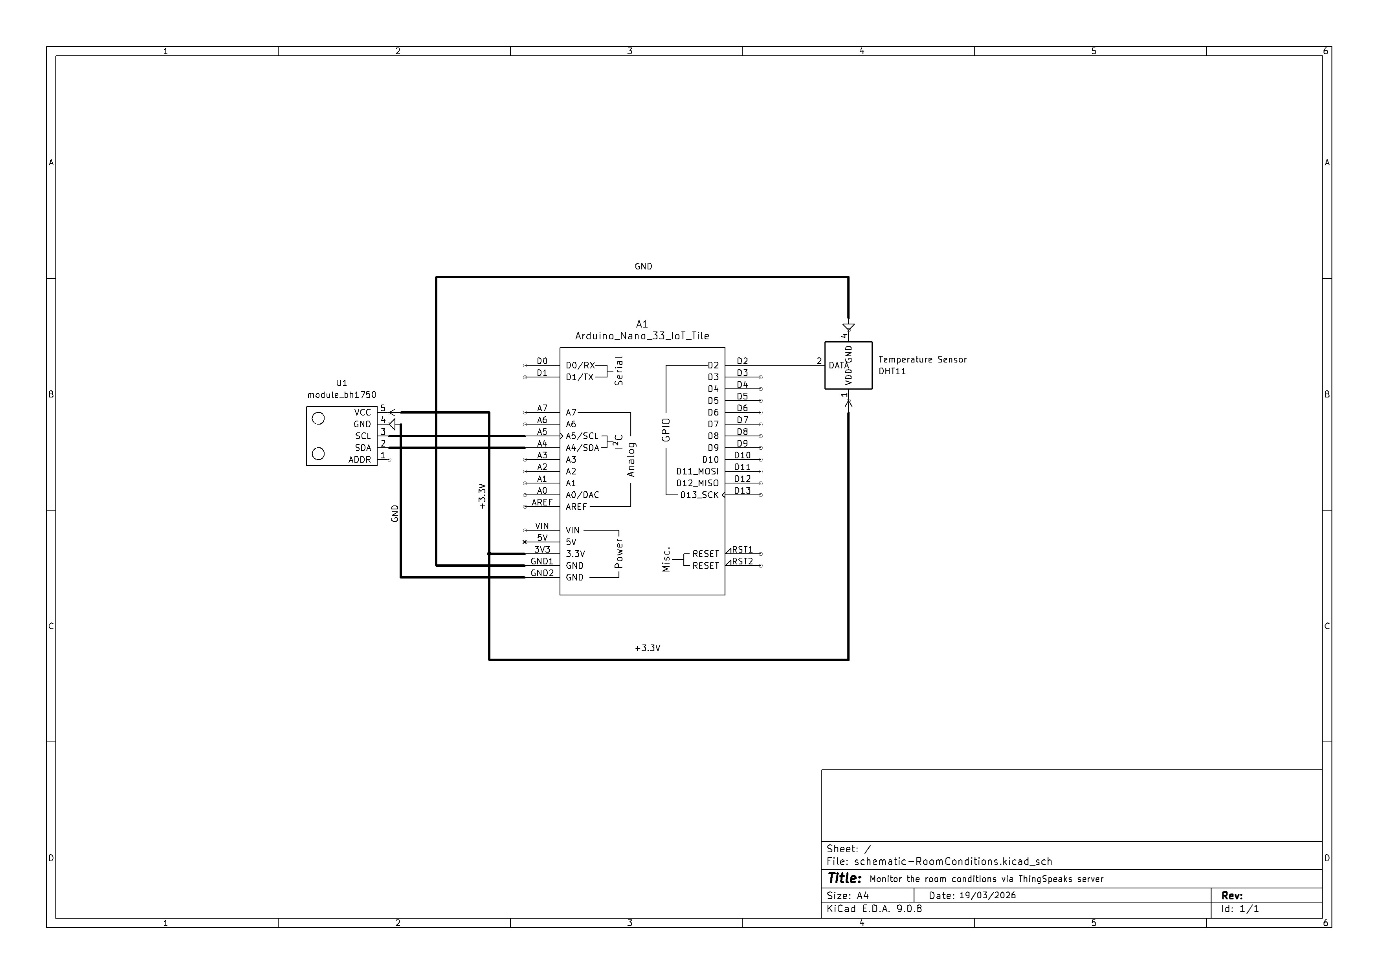 1 2 3 4 5 6
A A
GND
A1
Arduino_Nano_33_IoT_Tile
D0 D0/RX Serial D2 D2 2 DATA 4 GND VDD 1 Temperature Sensor
D1 D1/TX D3 D3 DHT11
D4 D4
U1
module_bh1750
B B
D5 D5
VCC 5 A7 A7 D6 D6
GND 4 A6 A6 D7 D7
SCL 3 A5 A5/SCL I²C GPIO D8 D8
SDA 2 A4 A4/SDA Analog D9 D9
ADDR 1 A3 A3 D10 D10
A2 A2 D11_MOSI D11
A1 A1 D12_MISO D12
A0 A0/DAC D13_SCK D13
+3.3V
AREF AREF
GND
VIN VIN
5V 5V Power
3V3 3.3V Misc. RESET RST1
GND1 GND RESET RST2
GND2 GND
C C
+3.3V
Sheet: /
File: schematic-RoomConditions.kicad_sch
D D
Title: Monitor the room conditions via ThingSpeaks server
Size: A4 Date: 19/03/2026 Rev:
KiCad E.D.A. 9.0.8 Id: 1/1
1 2 3 4 5 6